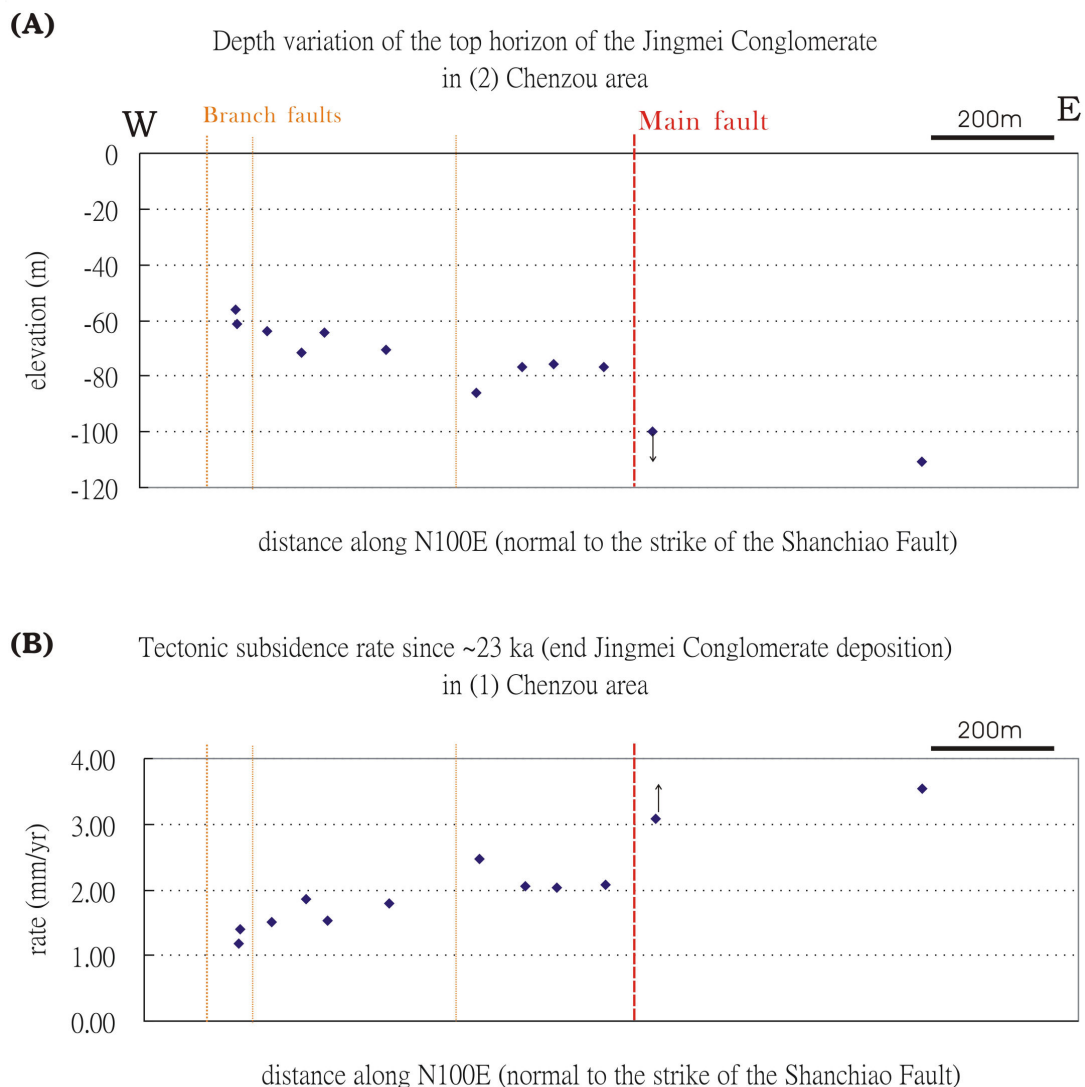 (A)
Depth variation of the top horizon of the Jingmei Conglomerate
in (2) Chenzou area
W
Branch faults
Main fault
E
200m
0
-20
-40
-60
-80
-100
-120
elevation (m)
distance along N100E (normal to the strike of the Shanchiao Fault)
(B)
Tectonic subsidence rate since ~23 ka (end Jingmei Conglomerate deposition)
in (1) Chenzou area
200m
4.00
3.00
2.00
1.00
0.00
rate (mm/yr)
distance along N100E (normal to the strike of the Shanchiao Fault)